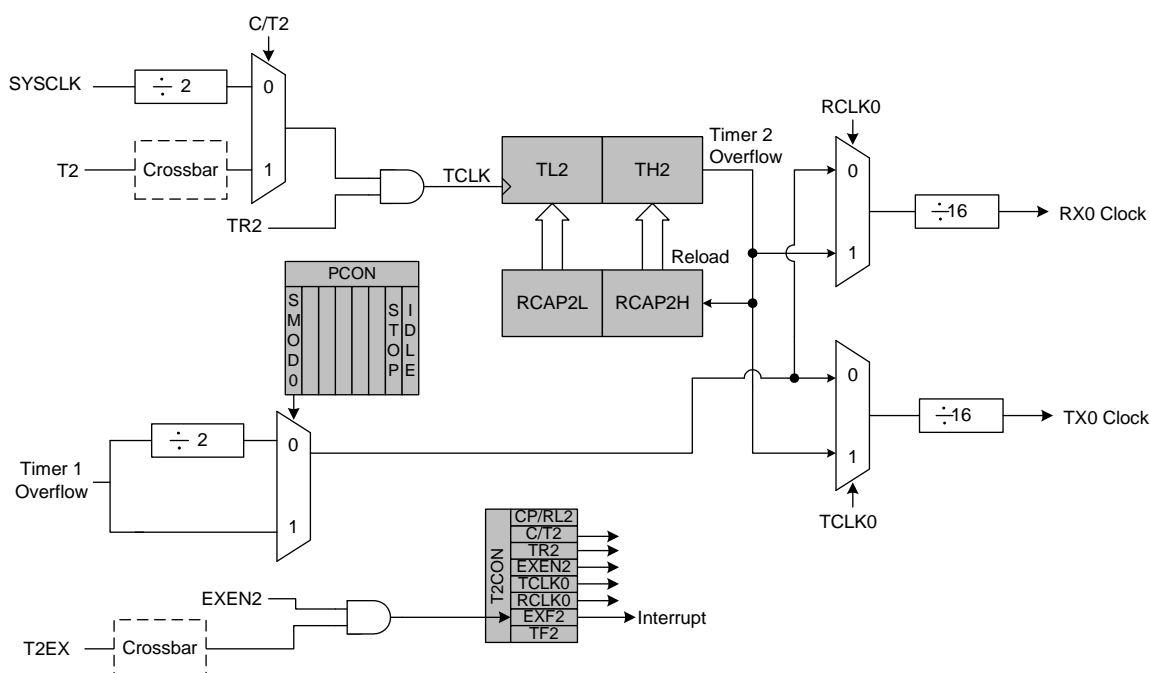 C/T2
SYSCLK
÷ 2
0
T2
Crossbar
1
TR2
TCLK
TL2
TH2
Timer 2
Overflow
RCLK0
0
1
÷16
RX0 Clock
Reload
RCAP2L
RCAP2H
PCON
SMOD0
STOP
IDLE
0
1
÷16
TX0 Clock
TCLK0
Timer 1
Overflow
÷ 2
0
1
T2CON
CP/RL2
C/T2
TR2
EXEN2
TCLK0
RCLK0
EXF2
TF2
Interrupt
EXEN2
T2EX
Crossbar